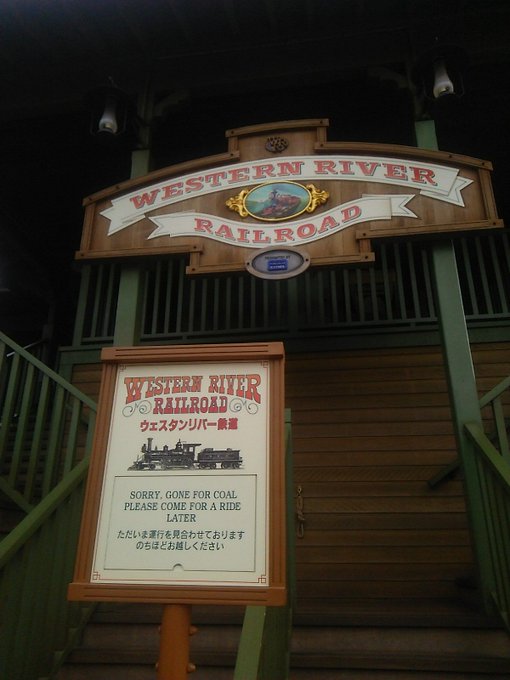 WESTERN RIVER
RAILROAD
PRESENTED BY
WESTERN RIVER
RAILROAD
ウェスタンリバー鉄道
SORRY, GONE FOR COAL
PLEASE COME FOR A RIDE
LATER
ただいま運行を見合わせております
のちほどお越しください